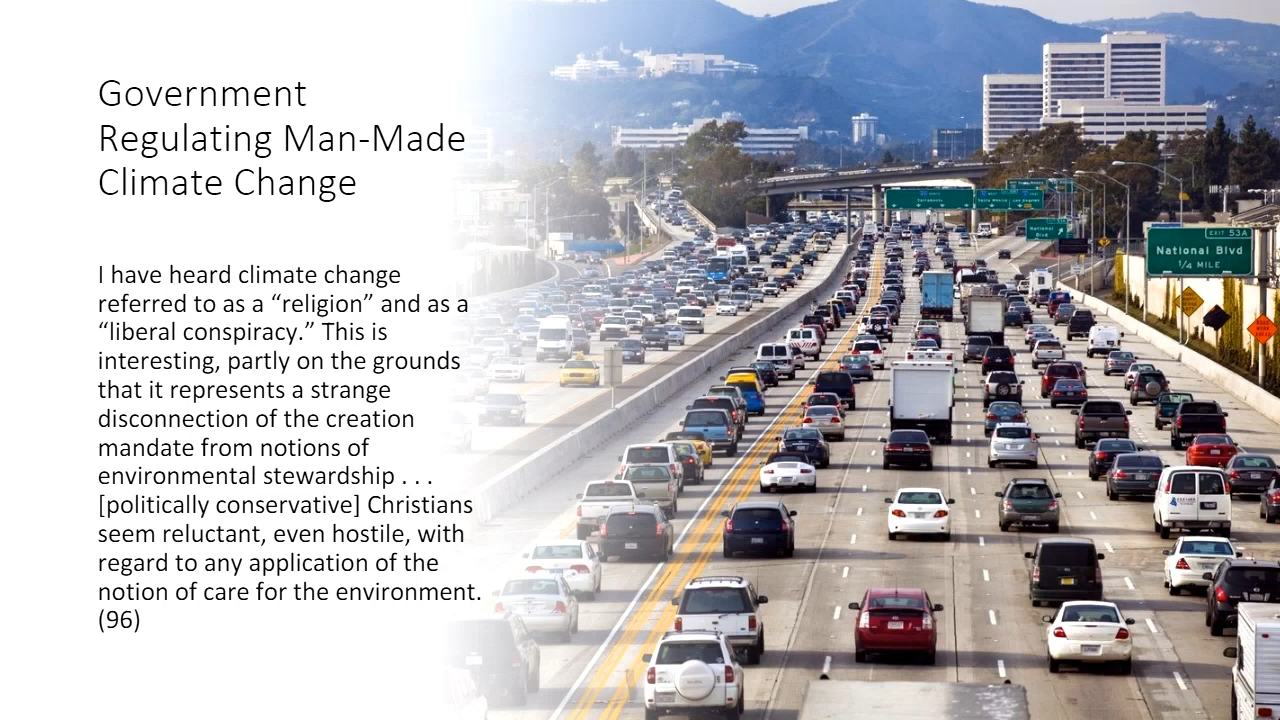 Government
Regulating Man-Made
Climate Change
I have heard climate change
referred to as a “religion” and as a
“liberal conspiracy.” This is
interesting, partly on the grounds
that it represents a strange
disconnection of the creation
mandate from notions of
environmental stewardship . . .
[politically conservative] Christians
seem reluctant, even hostile, with
regard to any application of the
notion of care for the environment.
(96)
National
Blvd
EXIT 53A
National Blvd
1/4 MILE